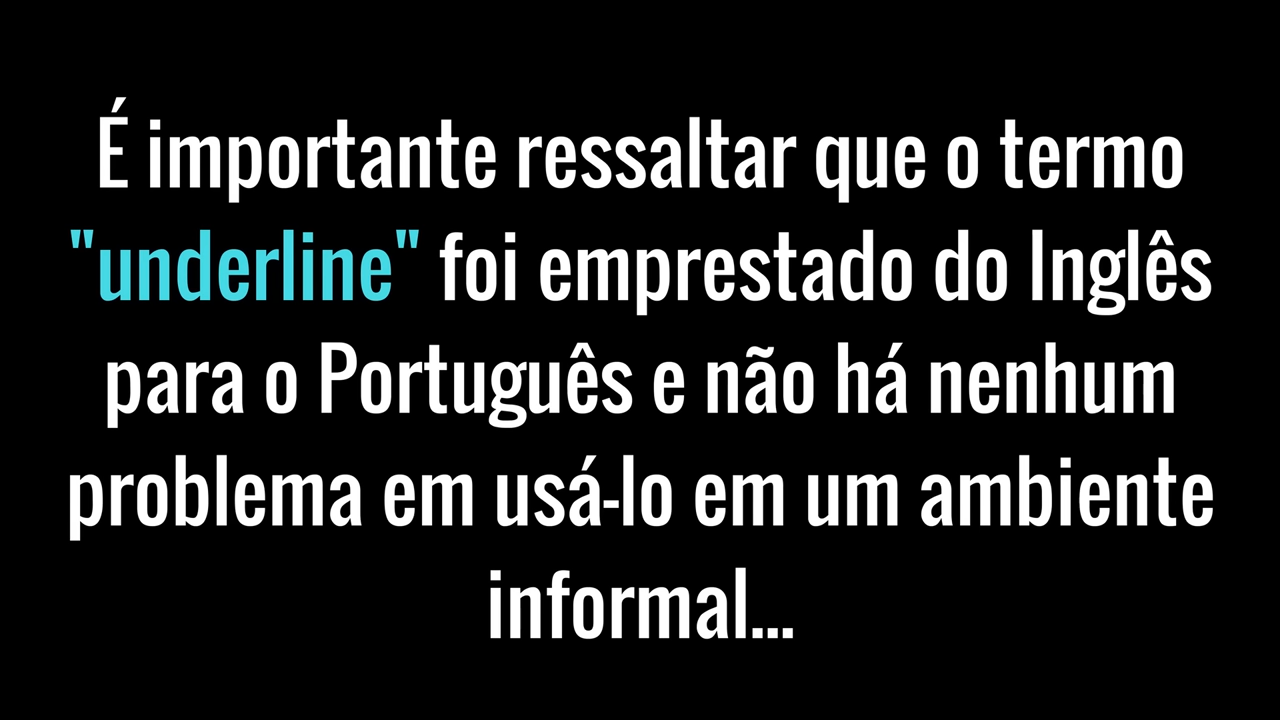 É importante ressaltar que o termo
"underline" foi emprestado do Inglês
para o Português e não há nenhum
problema em usá-lo em um ambiente
informal...